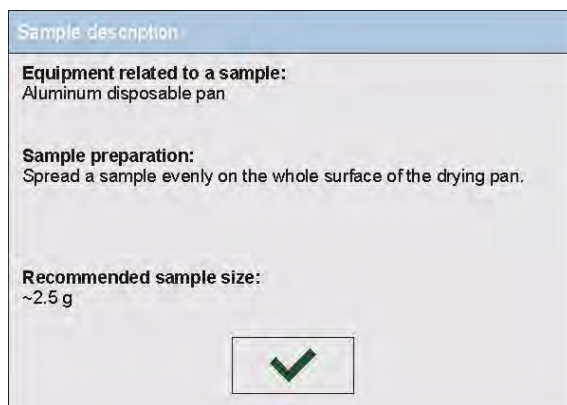 Sample description
Equipment related to a sample:
Aluminum disposable pan
Sample preparation:
Spread a sample evenly on the whole surface of the drying pan.
Recommended sample size:
~2.5 g